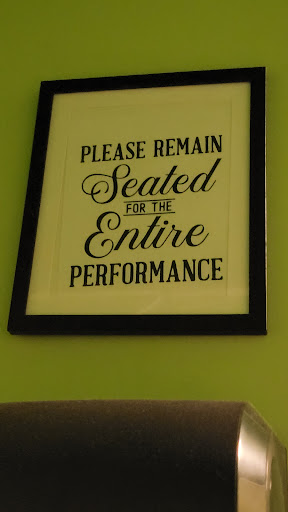 PLEASE REMAIN
Seated
FOR THE
Entire
PERFORMANCE